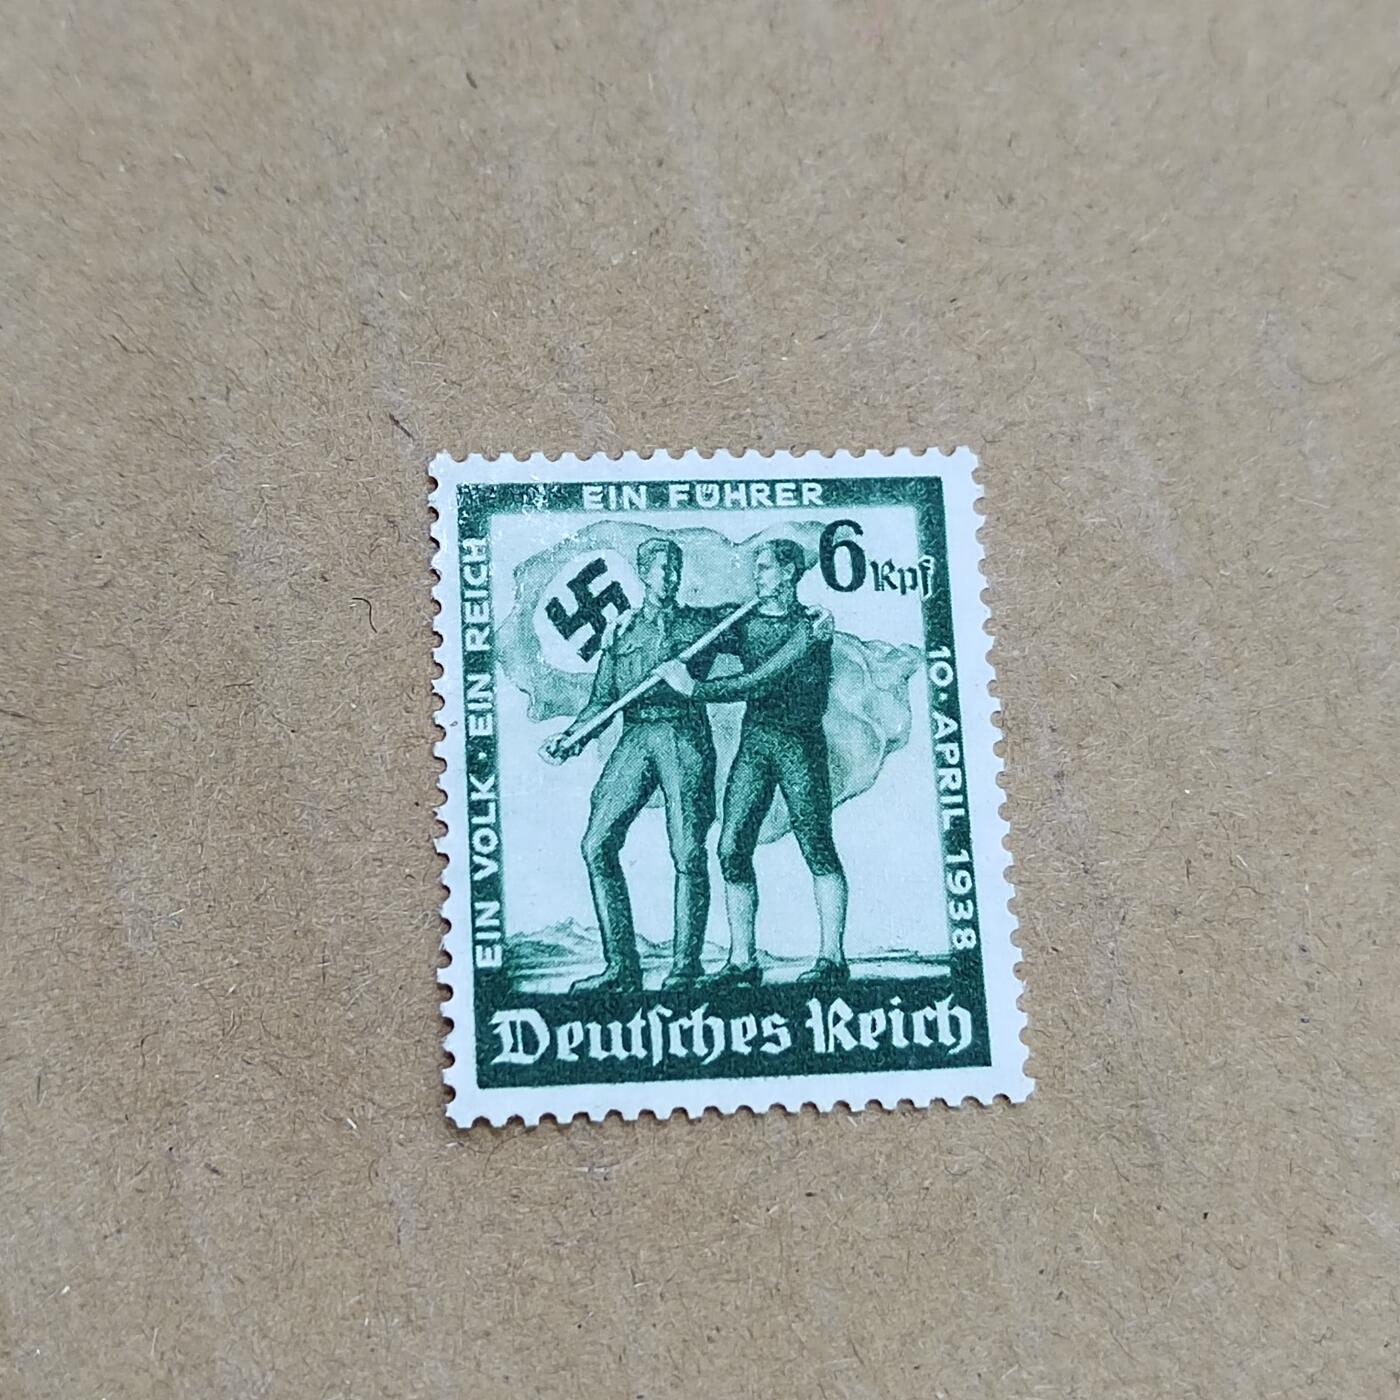 EIN VOLK · EIN REICH
EIN FÜHRER
6 Rpf
10. APRIL 1938
Deutsches Reich